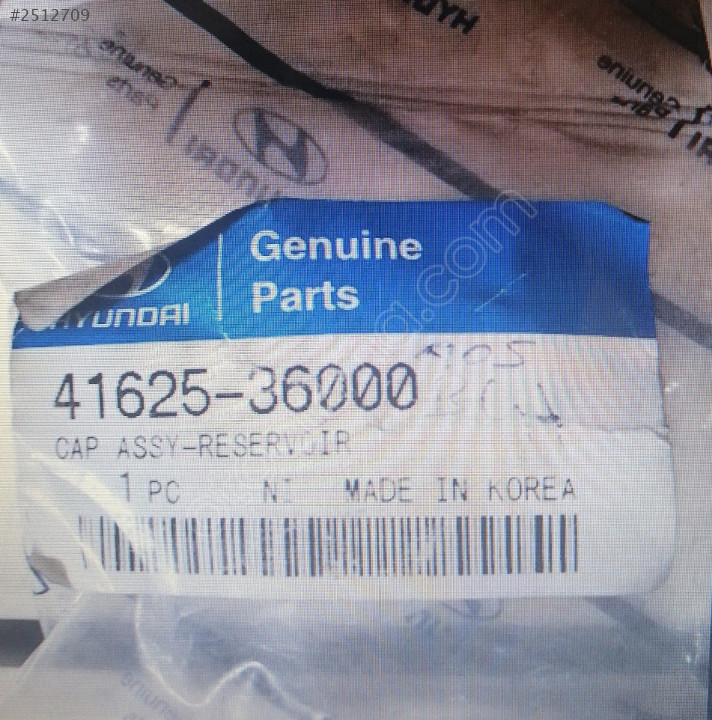 #2512709
Genuine
Parts
HYUNDAI
41625-36000
CAP ASSY-RESERVOIR
1 PC MADE IN KOREA